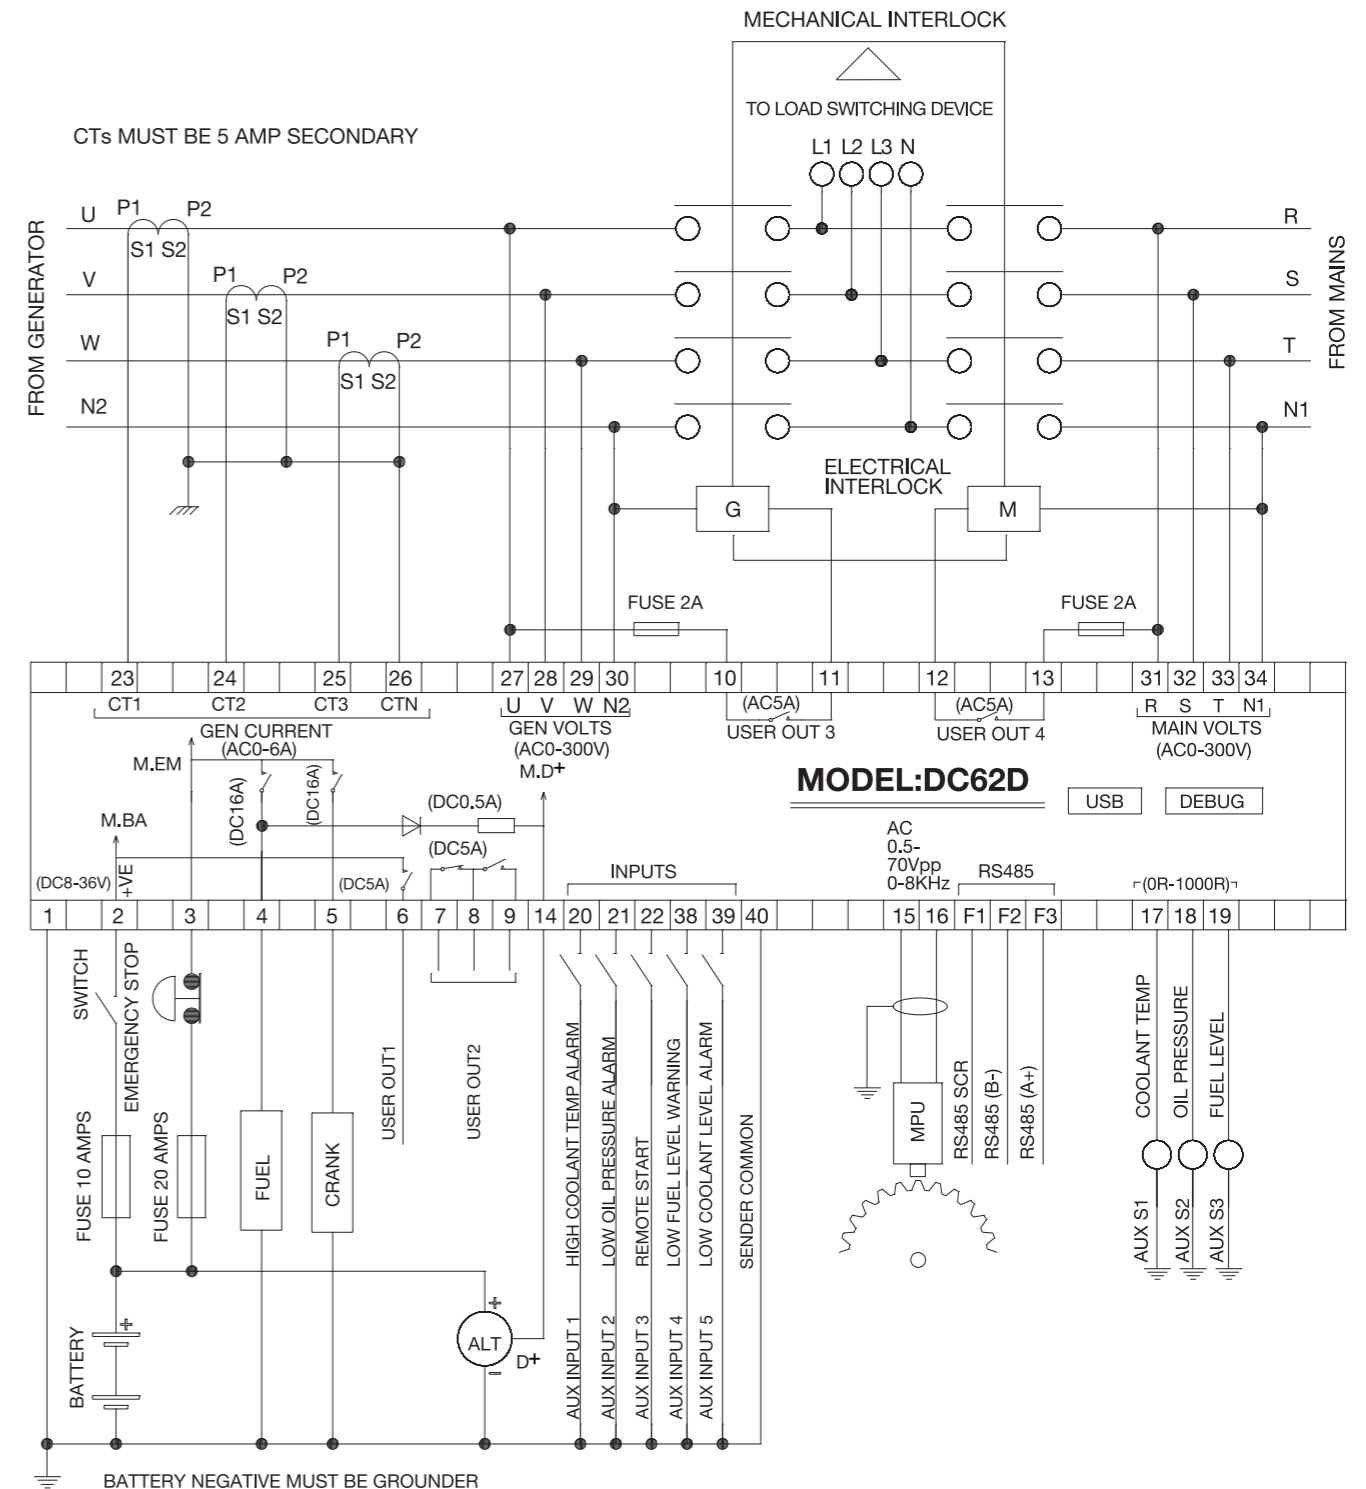 MECHANICAL INTERLOCK
TO LOAD SWITCHING DEVICE
CTs MUST BE 5 AMP SECONDARY
L1 L2 L3 N
FROM GENERATOR
U P1 P2
S1 S2
V P1 P2
S1 S2
W P1 P2
S1 S2
N2
R
S
T
N1
FROM MAINS
ELECTRICAL
INTERLOCK
G
M
FUSE 2A
FUSE 2A
23 24 25 26 27 28 29 30 10 11 12 13 31 32 33 34
CT1 CT2 CT3 CTN
GEN CURRENT
(AC0-6A)
U V W N2
GEN VOLTS
(AC0-300V)
(AC5A)
USER OUT 3
(AC5A)
USER OUT 4
R S T N1
MAIN VOLTS
(AC0-300V)
M.EM
M.D+
(DC16A)
(DC16A)
(DC0.5A)
MODEL:DC62D
USB
DEBUG
M.BA
(DC5A)
AC
0.5-
70Vpp
0-8KHz
(DC8-36V)
+VE
(DC5A)
INPUTS
RS485
(0R-1000R)
1 2 3 4 5 6 7 8 9 14 20 21 22 38 39 40 15 16 F1 F2 F3 17 18 19
SWITCH
EMERGENCY STOP
FUSE 10 AMPS
FUSE 20 AMPS
FUEL
CRANK
USER OUT1
USER OUT2
HIGH COOLANT TEMP ALARM
LOW OIL PRESSURE ALARM
REMOTE START
LOW FUEL LEVEL WARNING
LOW COOLANT LEVEL ALARM
SENDER COMMON
MPU
RS485 SCR
RS485 (B-)
RS485 (A+)
COOLANT TEMP
OIL PRESSURE
FUEL LEVEL
AUX S1
AUX S2
AUX S3
BATTERY
+
+
ALT
D+
−
AUX INPUT 1
AUX INPUT 2
AUX INPUT 3
AUX INPUT 4
AUX INPUT 5
BATTERY NEGATIVE MUST BE GROUNDER